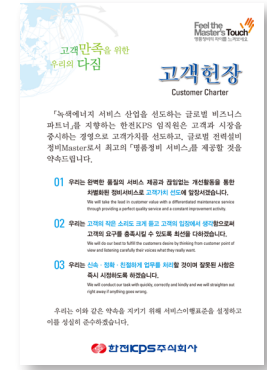 Feel the
Master's Touch
명품정비의 차이를 느껴보세요
고객만족을 위한
우리의 다짐
고객헌장
Customer Charter
「녹색에너지 서비스 산업을 선도하는 글로벌 비즈니스
파트너」를 지향하는 한전KPS 임직원은 고객과 시장을
중시하는 경영으로 고객가치를 선도하고, 글로벌 전력설비
정비Master로서 최고의 「명품정비 서비스」를 제공할 것을
약속드립니다.
01 우리는 완벽한 품질의 서비스 제공과 끊임없는 개선활동을 통한
차별화된 정비서비스로 고객가치 선도에 앞장서겠습니다.
We will take the lead in customer value with a differentiated maintenance service
through providing a perfect quality service and a constant improvement activity.
02 우리는 고객의 작은 소리도 크게 듣고 고객의 입장에서 생각함으로써
고객의 요구를 충족시킬 수 있도록 최선을 다하겠습니다.
We will do our best to fulfill the customers desire by thinking from customer point of
view and listening carefully their voices what they really want.
03 우리는 신속·정확·친절하게 업무를 처리할 것이며 잘못된 사항은
즉시 시정하도록 하겠습니다.
We will conduct our task with quickly, correctly and kindly and we will straighten out
right away if anything goes wrong.
우리는 이와 같은 약속을 지키기 위해 서비스이행표준을 설정하고
이를 성실히 준수하겠습니다.
한전KPS주식회사